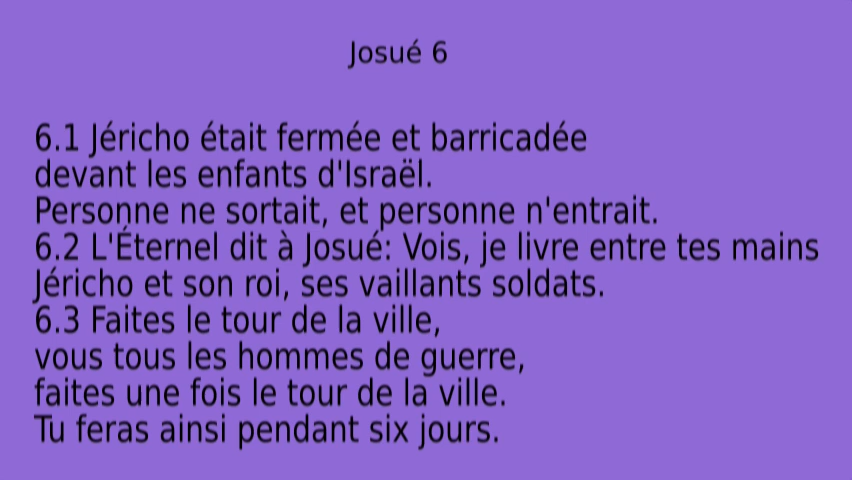 Josué 6
6.1 Jéricho était fermée et barricadée
devant les enfants d'Israël.
Personne ne sortait, et personne n'entrait.
6.2 L'Éternel dit à Josué: Vois, je livre entre tes mains
Jéricho et son roi, ses vaillants soldats.
6.3 Faites le tour de la ville,
vous tous les hommes de guerre,
faites une fois le tour de la ville.
Tu feras ainsi pendant six jours.